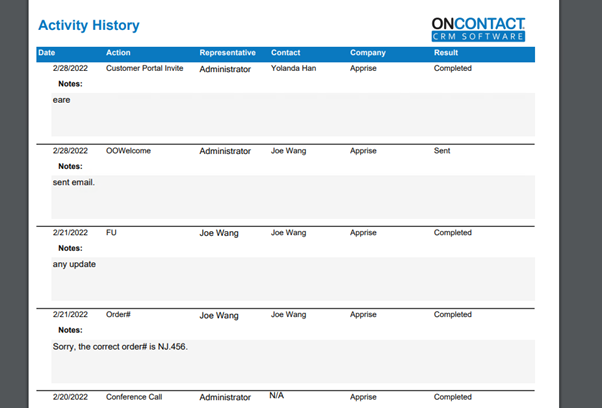 Activity History
ONCONTACT
CRM SOFTWARE
Date Action Representative Contact Company Result
2/28/2022 Customer Portal Invite Administrator Yolanda Han Apprise Completed
Notes:
eare
2/28/2022 OOWelcome Administrator Joe Wang Apprise Sent
Notes:
sent email.
2/21/2022 FU Joe Wang Joe Wang Apprise Completed
Notes:
any update
2/21/2022 Order# Joe Wang Joe Wang Apprise Completed
Notes:
Sorry, the correct order# is NJ.456.
2/20/2022 Conference Call Administrator N/A Apprise Completed